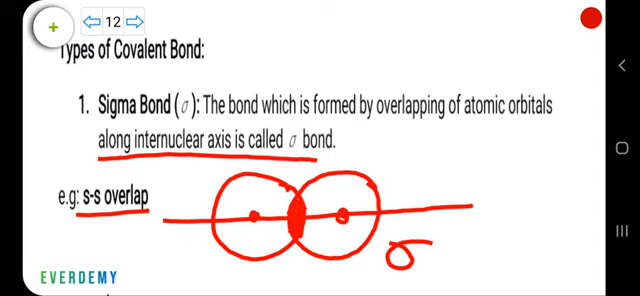 12
Types of Covalent Bond:
1. Sigma Bond (σ): The bond which is formed by overlapping of atomic orbitals
along internuclear axis is called σ bond.
e.g: s-s overlap
σ
EVERDEMY